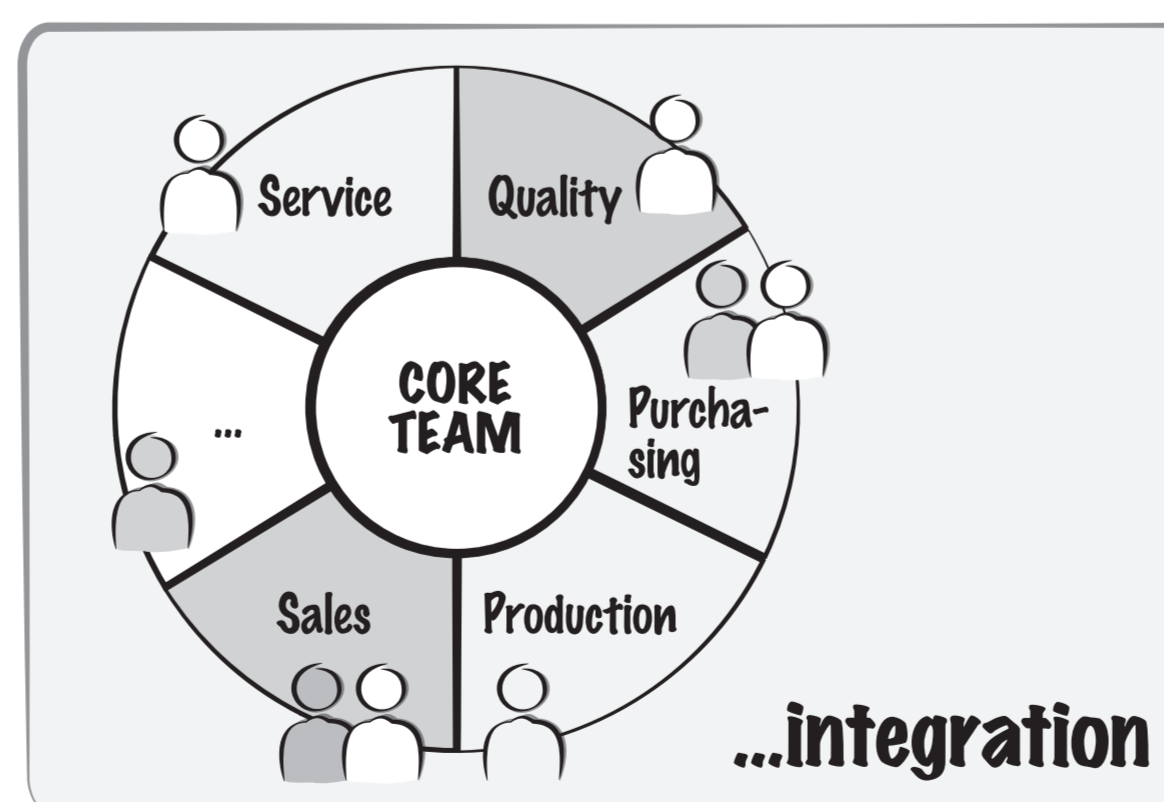 Service
Quality
CORE
TEAM
...
Purcha-
sing
Sales
Production
...integration